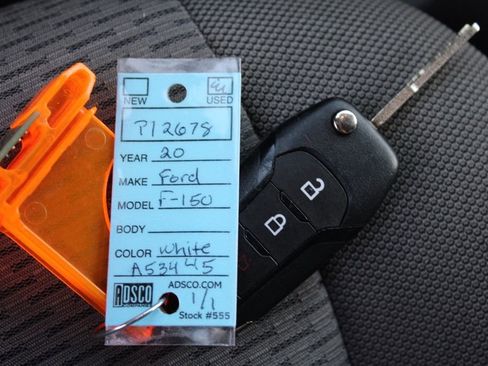 NEW USED
P12678
YEAR 20
MAKE Ford
MODEL F-150
BODY
COLOR white
A53445
ADSCO ADSCO.COM
1/1
Stock #555